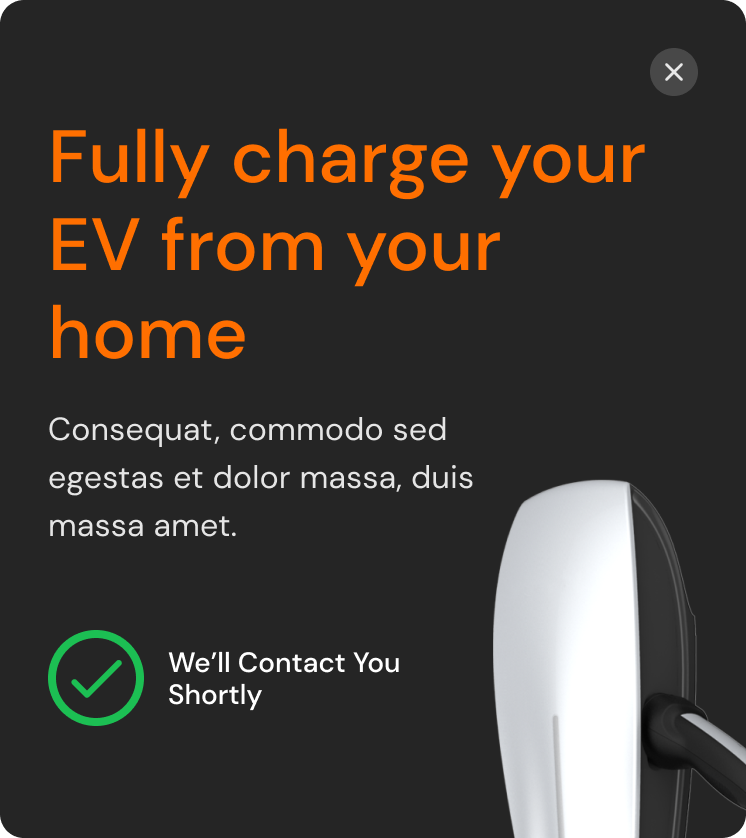 Fully charge your
EV from your
home
Consequat, commodo sed
egestas et dolor massa, duis
massa amet.
We’ll Contact You
Shortly